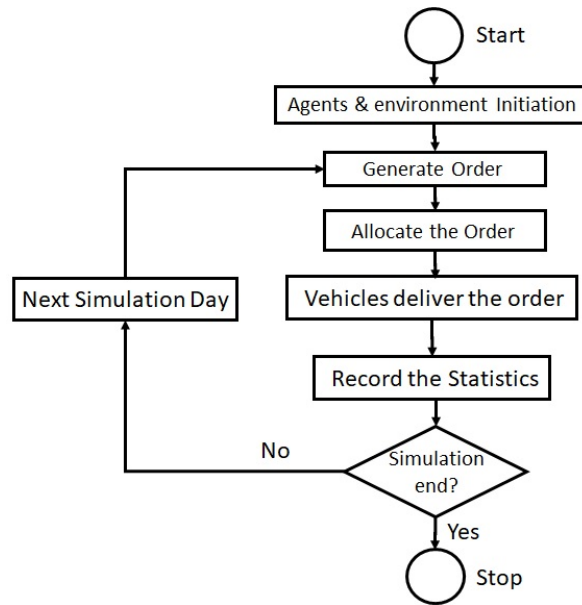 Start
Agents & environment Initiation
Generate Order
Allocate the Order
Next Simulation Day
Vehicles deliver the order
Record the Statistics
No
Simulation
end?
Yes
Stop